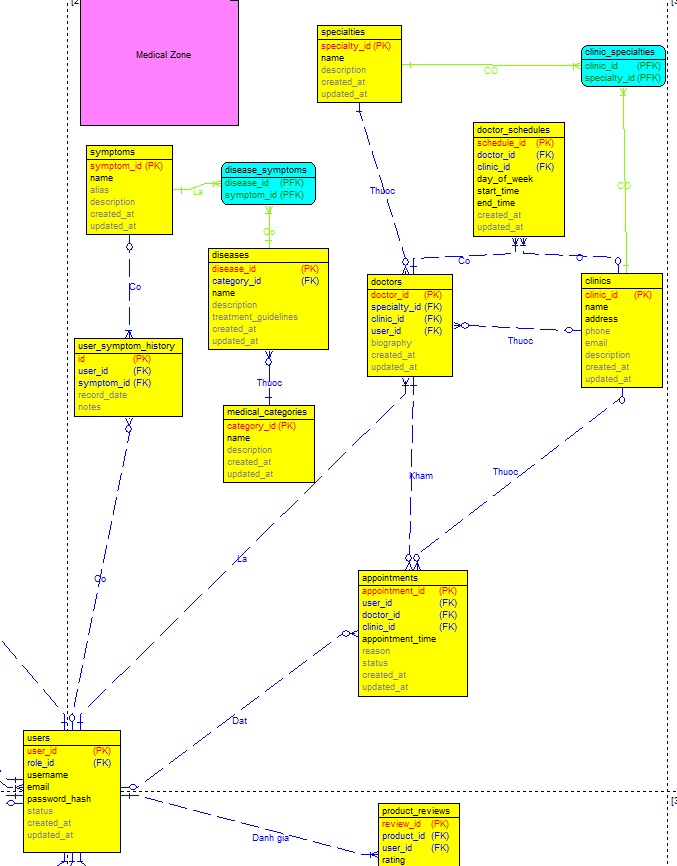 [2
[3
Medical Zone
specialties
specialty_id (PK)
name
description
created_at
updated_at
CO
clinic_specialties
clinic_id (PFK)
specialty_id (PFK)
CO
doctor_schedules
schedule_id (PK)
doctor_id (FK)
clinic_id (FK)
day_of_week
start_time
end_time
created_at
updated_at
symptoms
symptom_id (PK)
name
alias
description
created_at
updated_at
La
disease_symptoms
disease_id (PFK)
symptom_id (PFK)
Co
Thuoc
Co
diseases
disease_id (PK)
category_id (FK)
name
description
treatment_guidelines
created_at
updated_at
doctors
doctor_id (PK)
specialty_id (FK)
clinic_id (FK)
user_id (FK)
biography
created_at
updated_at
Thuoc
clinics
clinic_id (PK)
name
address
phone
email
description
created_at
updated_at
Co
user_symptom_history
id (PK)
user_id (FK)
symptom_id (FK)
record_date
notes
Thuoc
medical_categories
category_id (PK)
name
description
created_at
updated_at
Kham
Thuoc
La
Co
appointments
appointment_id (PK)
user_id (FK)
doctor_id (FK)
clinic_id (FK)
appointment_time
reason
status
created_at
updated_at
Dat
users
user_id (PK)
role_id (FK)
username
email
password_hash
status
created_at
updated_at
Danh gia
[3
product_reviews
review_id (PK)
product_id (FK)
user_id (FK)
rating